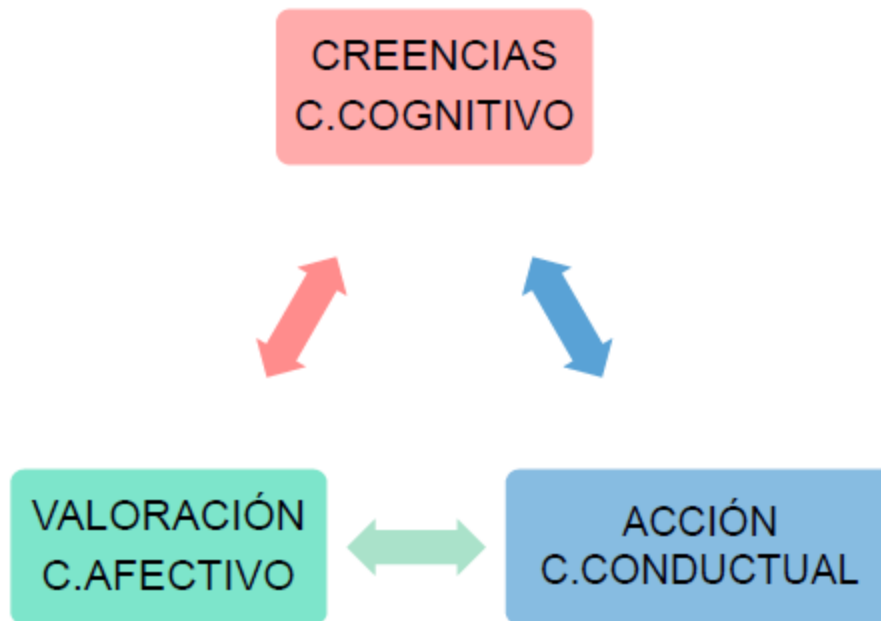 CREENCIAS
C.COGNITIVO
VALORACIÓN
C.AFECTIVO
ACCIÓN
C.CONDUCTUAL